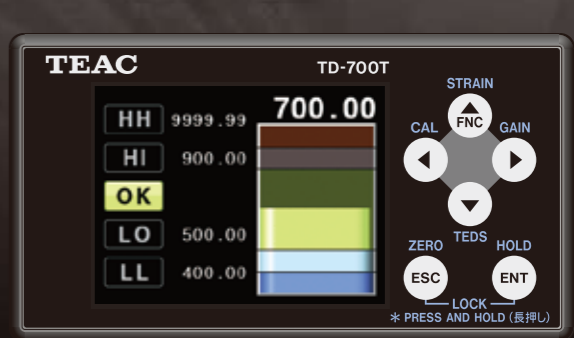 TEAC
TD-700T
700.00
HH 9999.99
HI 900.00
OK
LO 500.00
LL 400.00
STRAIN
FNC
CAL GAIN
TEDS
ZERO HOLD
ESC ENT
LOCK
* PRESS AND HOLD (長押し)